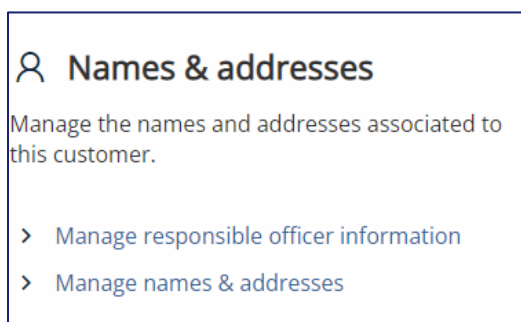 Names & addresses
Manage the names and addresses associated to
this customer.
Manage responsible officer information
Manage names & addresses